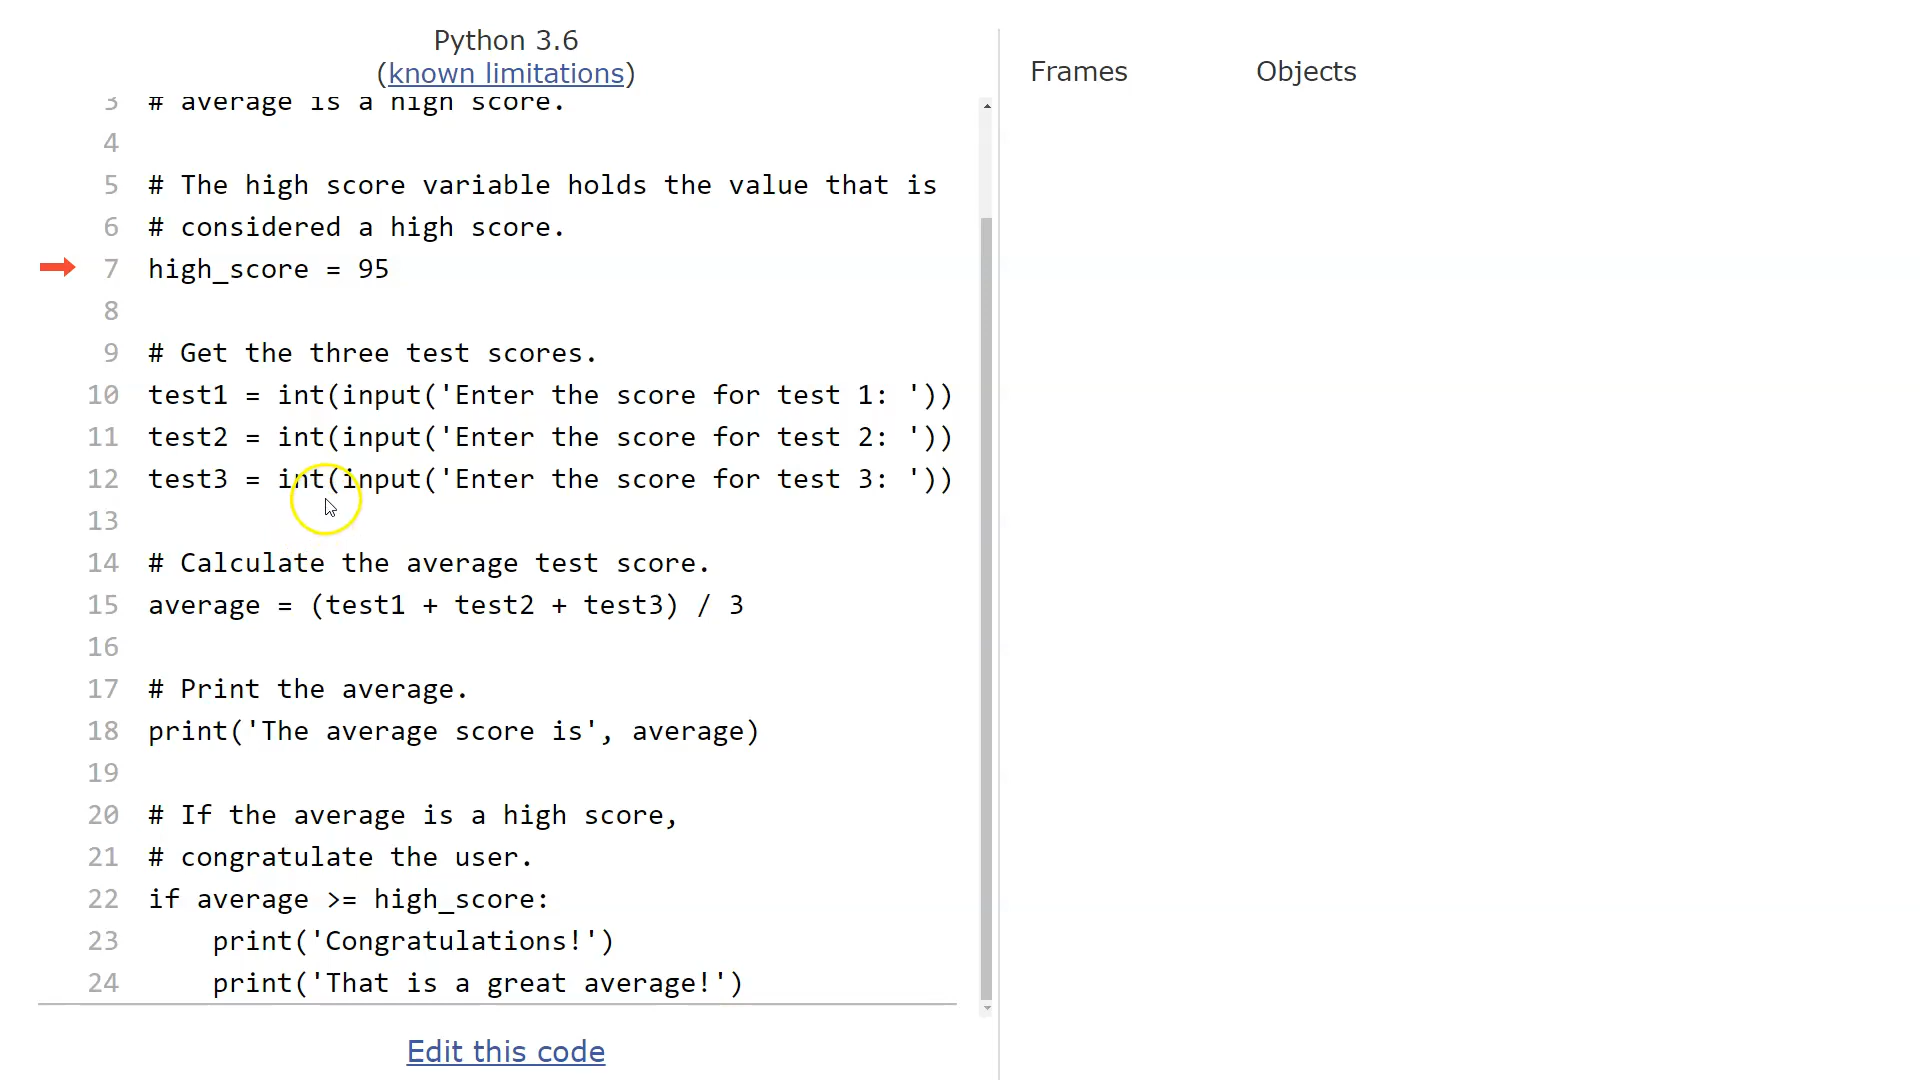 Python 3.6
(known limitations)
Frames
Objects
3 # average is a high score.
4
5 # The high score variable holds the value that is
6 # considered a high score.
7 high_score = 95
8
9 # Get the three test scores.
10 test1 = int(input('Enter the score for test 1: '))
11 test2 = int(input('Enter the score for test 2: '))
12 test3 = int(input('Enter the score for test 3: '))
13
14 # Calculate the average test score.
15 average = (test1 + test2 + test3) / 3
16
17 # Print the average.
18 print('The average score is', average)
19
20 # If the average is a high score,
21 # congratulate the user.
22 if average >= high_score:
23     print('Congratulations!')
24     print('That is a great average!')
Edit this code